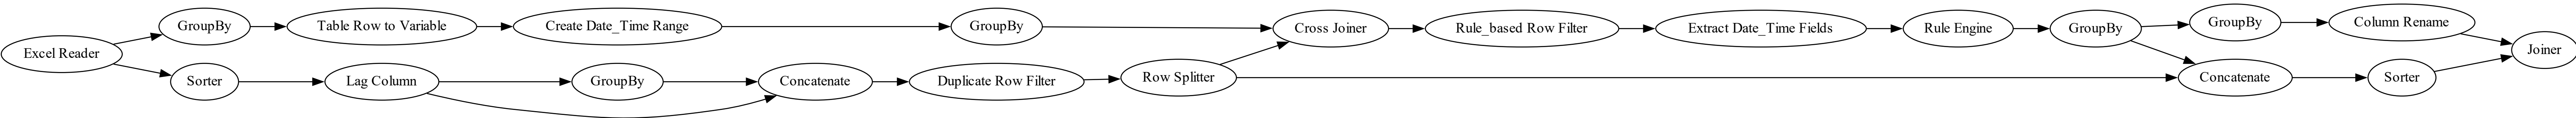 Excel Reader
GroupBy
Table Row to Variable
Create Date_Time Range
GroupBy
Cross Joiner
Rule_based Row Filter
Extract Date_Time Fields
Rule Engine
GroupBy
GroupBy
Column Rename
Joiner
Sorter
Lag Column
GroupBy
Concatenate
Duplicate Row Filter
Row Splitter
Concatenate
Sorter